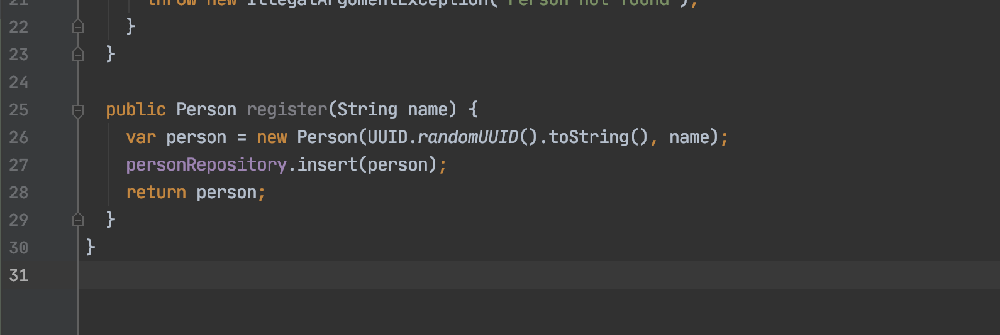 21 throw new IllegalArgumentException("Person not found");
22 }
23 }
24
25 public Person register(String name) {
26 var person = new Person(UUID.randomUUID().toString(), name);
27 personRepository.insert(person);
28 return person;
29 }
30 }
31